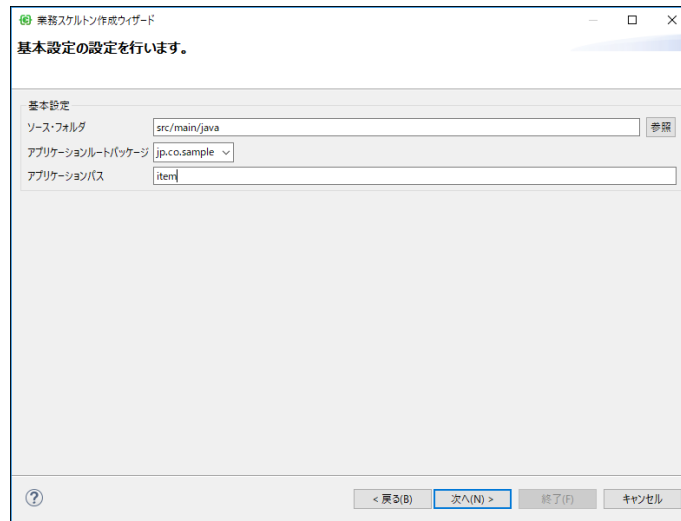 業務スケルトン作成ウィザード
基本設定の設定を行います。
基本設定
ソース・フォルダ src/main/java 参照
アプリケーションルートパッケージ jp.co.sample
アプリケーションパス item
? < 戻る(B) 次へ(N) > 終了(F) キャンセル